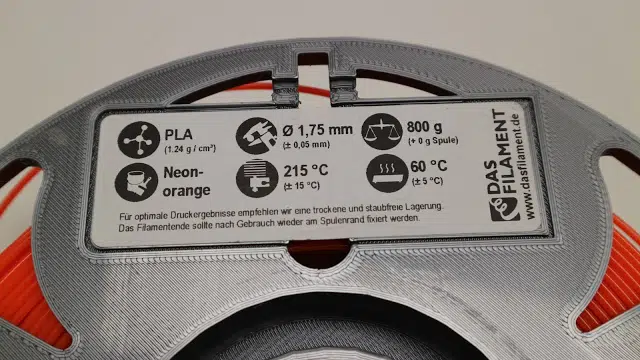 PLA
(1.24 g / cm³)
Ø 1,75 mm
(± 0,05 mm)
800 g
(+ 0 g Spule)
Neon-
orange
215 °C
(± 15 °C)
60 °C
(± 5 °C)
Für optimale Druckergebnisse empfehlen wir eine trockene und staubfreie Lagerung.
Das Filamentende sollte nach Gebrauch wieder am Spulenrand fixiert werden.
DAS
FILAMENT
www.dasfilament.de